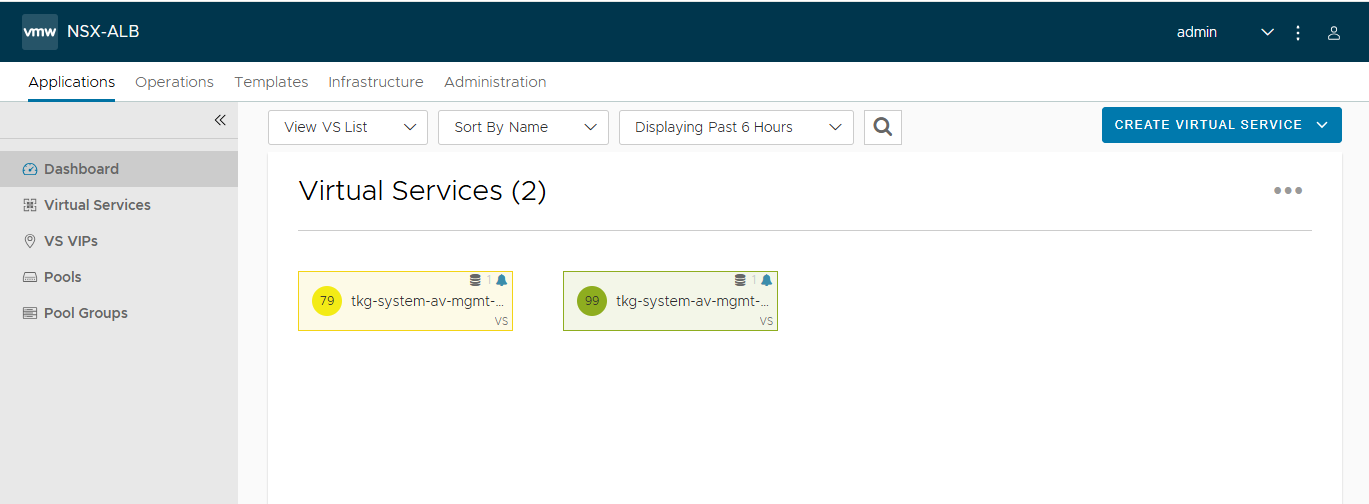 vmw NSX-ALB admin
Applications Operations Templates Infrastructure Administration
View VS List Sort By Name Displaying Past 6 Hours CREATE VIRTUAL SERVICE
Dashboard
Virtual Services
VS VIPs
Pools
Pool Groups
Virtual Services (2)
1
79 tkg-system-av-mgmt-...
VS
1
99 tkg-system-av-mgmt-...
VS